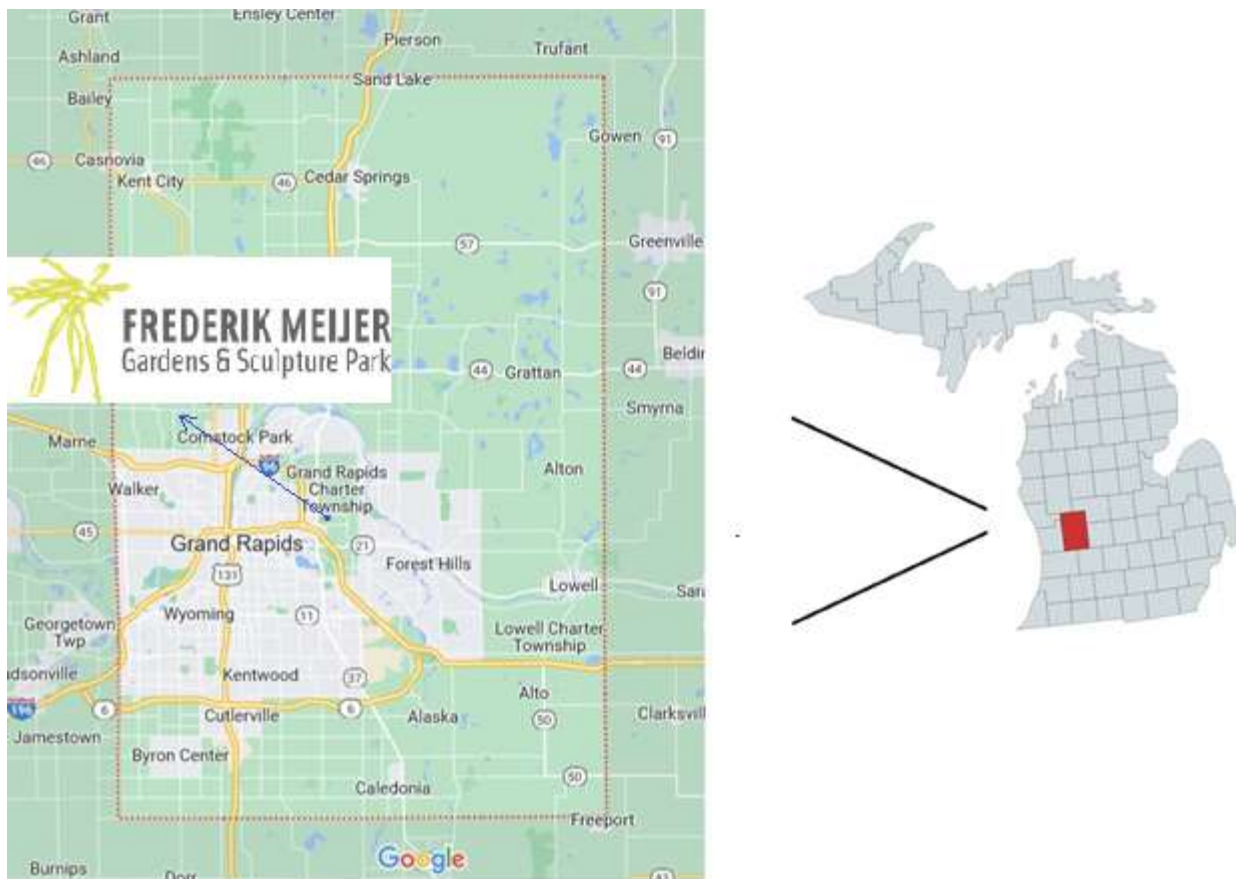 Grant
Ensley Center
Pierson
Trufant
Ashland
Sand Lake
Bailey
Gowen
91
46
Casnovia
Kent City
46
Cedar Springs
57
Greenville
91
FREDERIK MEIJER
Gardens & Sculpture Park
44
Grattan
44
Smyrna
Marne
Comstock Park
Grand Rapids
Charter
Township
Alton
Walker
45
Grand Rapids
21
Forest Hills
131
Lowell
Wyoming
11
Georgetown
Twp
Lowell Charter
Township
Kentwood
37
Alto
6
Cutlerville
6
Alaska
50
Jamestown
Byron Center
Caledonia
50
Freeport
Google
Burnips